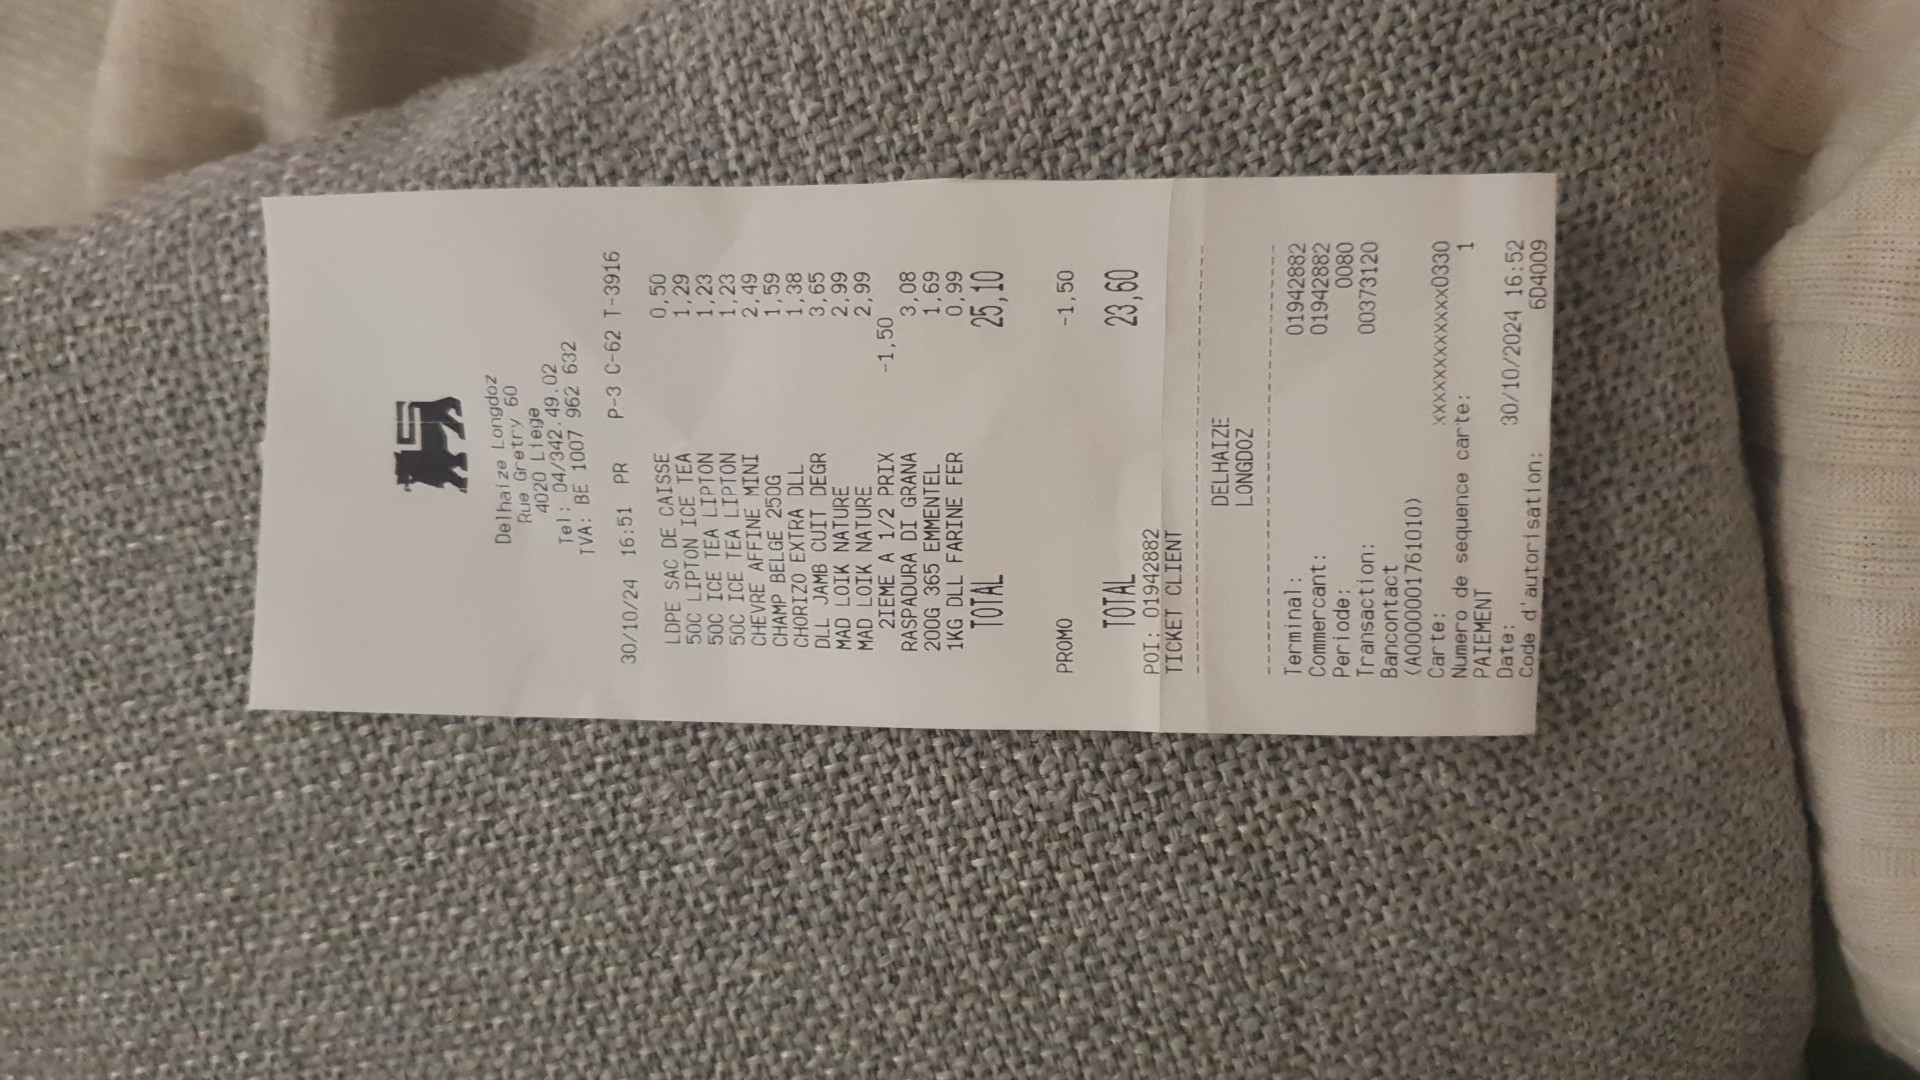 Delhaize Longdoz
Rue Gretry 60
4020 Liege
Tel: 04/342.49.02
TVA: BE 1007 962 632
30/10/24 16:51 PR P-3 C-62 T-3916
LDPE SAC DE CAISSE 0,50
50C LIPTON ICE TEA 1,29
50C ICE TEA LIPTON 1,23
50C ICE TEA LIPTON 1,23
CHEVRE AFFINE MINI 2,49
CHAMP BELGE 250G 1,59
CHORIZO EXTRA DLL 1,38
DLL JAMB CUIT DEGR 3,65
MAD LOIK NATURE 2,99
MAD LOIK NATURE 2,99
2IEME A 1/2 PRIX -1,50
RASPADURA DI GRANA 3,08
200G 365 EMMENTEL 1,69
1KG DLL FARINE FER 0,99
TOTAL 25,10
PROMO -1,50
TOTAL 23,60
POI: 01942882
TICKET CLIENT
DELHAIZE
LONGDOZ
Terminal: 01942882
Commercant: 01942882
Periode: 0080
Transaction: 00373120
Bancontact
(A0000001761010)
Carte: xxxxxxxxxxxxx0330
Numero de sequence carte: 1
PAIEMENT
Date: 30/10/2024 16:52
Code d'autorisation: 6D4009